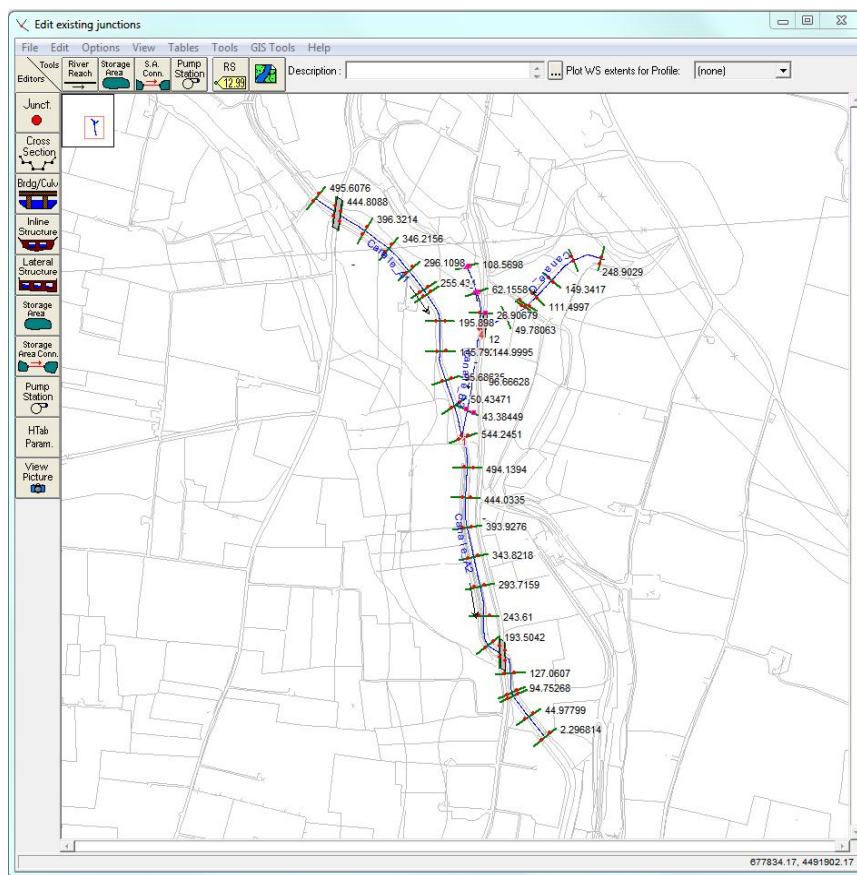 Edit existing junctions
File Edit Options View Tables Tools GIS Tools Help
Tools
Editors
River
Reach
Storage
Area
S.A.
Conn.
Pump
Station
RS
12.99
Description :
...
Plot WS extents for Profile:
(none)
Junct.
Cross
Section
Brdg/Culv
Inline
Structure
Lateral
Structure
Storage
Area
Storage
Area Conn.
Pump
Station
HTab
Param.
View
Picture
495.6076
444.8088
396.3214
346.2156
Canale_A1
296.1098
108.5698
248.9029
255.434
62.1558
149.3417
111.4997
26.90679
195.898
49.78063
12
144.9995
96.66628
50.43471
43.38449
544.2451
494.1394
444.0335
Canale_A2
393.9276
343.8218
293.7159
243.61
193.5042
127.0607
94.75268
44.97799
2.296814
677834.17, 4491902.17